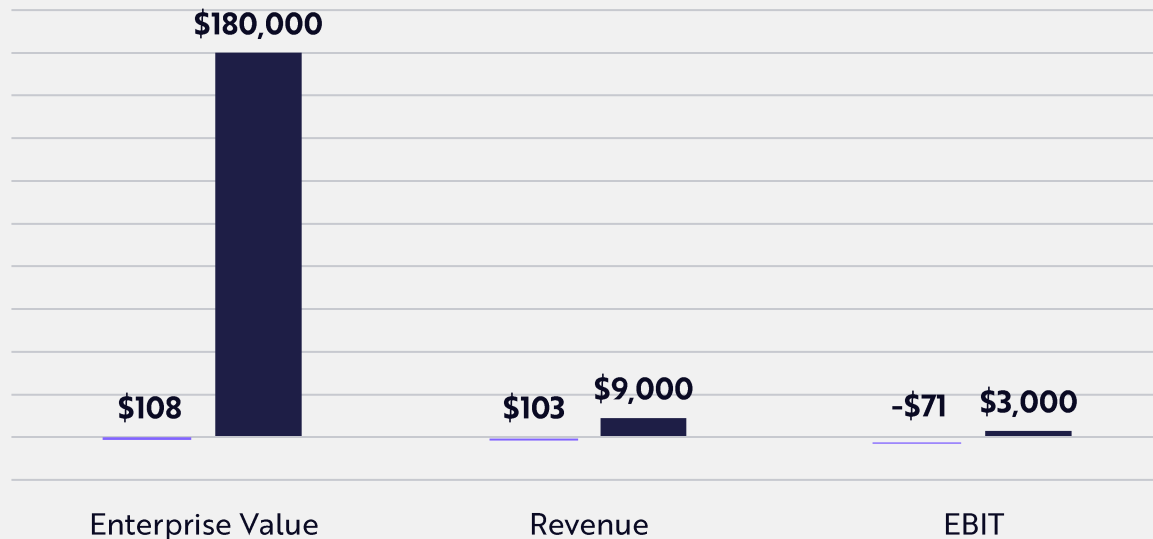 $180,000
$108
$103
$9,000
-$71
$3,000
Enterprise Value
Revenue
EBIT